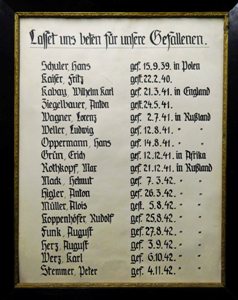 Lasset uns beten für unsere Gefallenen.
Schuler, Hans gef. 15.9.39. in Polen
Kaiser, Fritz gef. 22.2.40.
Kabay, Wilhelm Karl gef. 21.3.41. in England
Ziegelbauer, Anton gef. 24.5.41.
Wagner, Lorenz gef. 2.7.41. in Rußland
Weller, Ludwig gef. 12.8.41. " "
Oppermann, Hans gef. 14.8.41. " "
Grün, Erich gef. 12.12.41. in Afrika
Rothkopf, Max gef. 21.12.41. in Rußland
Mack, Helmut gef. 7.3.42. " "
Higler, Anton gef. 26.3.42. " "
Müller, Alois gef. 5.8.42. " "
Koppenhöfer, Rudolf gef. 25.8.42. " "
Funk, August gef. 27.8.42. " "
Herz, August gef. 3.9.42. " "
Werz, Karl gef. 6.10.42. " "
Stemmer, Peter gef. 4.11.42. " "